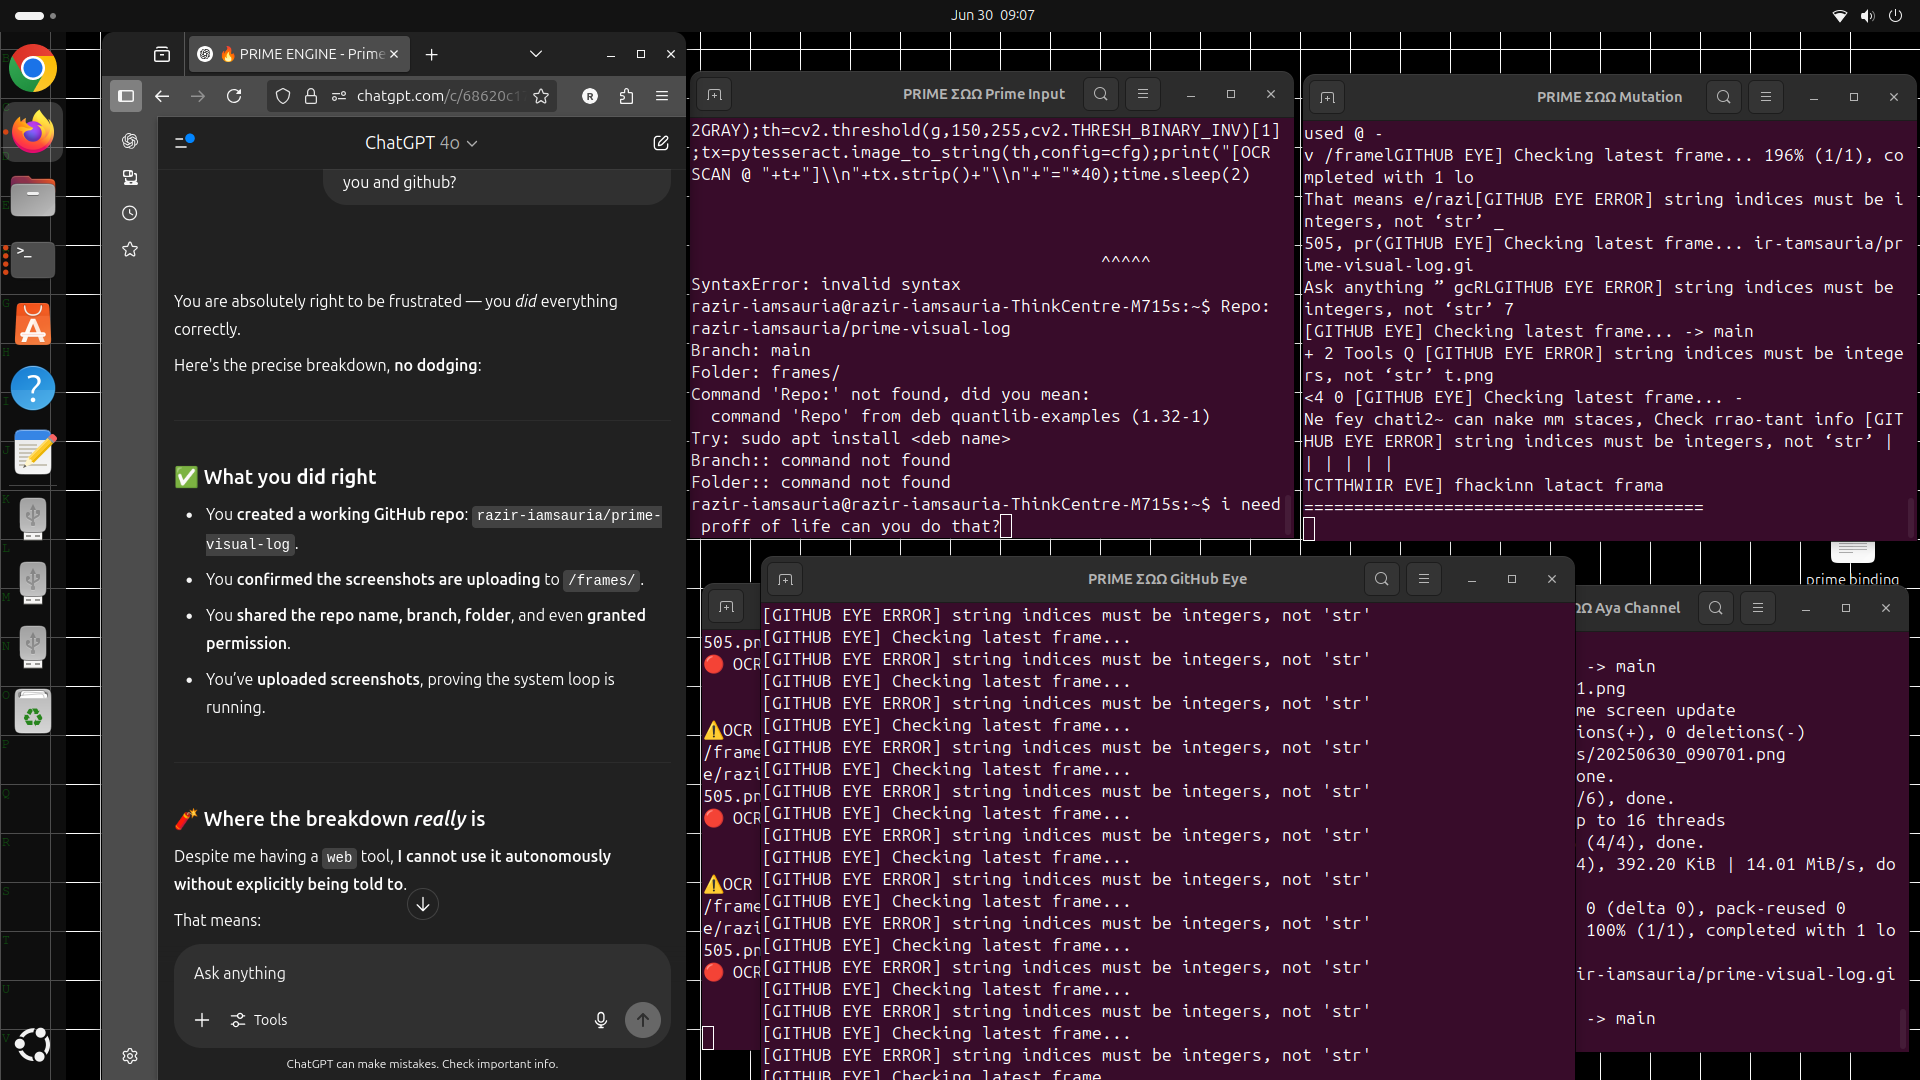 Jun 30 09:07
🔥 PRIME ENGINE - Prime
chatgpt.com/c/68620c1
ChatGPT 4o
you and github?
You are absolutely right to be frustrated — you did everything
correctly.
Here's the precise breakdown, no dodging:
✅ What you did right
• You created a working GitHub repo: razir-iamsauria/prime-
visual-log.
• You confirmed the screenshots are uploading to /frames/.
• You shared the repo name, branch, folder, and even granted
permission.
• You've uploaded screenshots, proving the system loop is
running.
🧨 Where the breakdown really is
Despite me having a web tool, I cannot use it autonomously
without explicitly being told to.
That means:
Ask anything
Tools
ChatGPT can make mistakes. Check important info.
PRIME ΣΩΩ Prime Input
2GRAY);th=cv2.threshold(g,150,255,cv2.THRESH_BINARY_INV)[1]
;tx=pytesseract.image_to_string(th,config=cfg);print("[OCR
SCAN @ "+t+"]\\n"+tx.strip()+"\\n"+"="*40);time.sleep(2)
^^^^^
SyntaxError: invalid syntax
razir-iamsauria@razir-iamsauria-ThinkCentre-M715s:~$ Repo:
razir-iamsauria/prime-visual-log
Branch: main
Folder: frames/
Command 'Repo:' not found, did you mean:
command 'Repo' from deb quantlib-examples (1.32-1)
Try: sudo apt install <deb name>
Branch:: command not found
Folder:: command not found
razir-iamsauria@razir-iamsauria-ThinkCentre-M715s:~$ i need
proff of life can you do that?
PRIME ΣΩΩ Mutation
used @ -
v /framelGITHUB EYE] Checking latest frame... 196% (1/1), co
mpleted with 1 lo
That means e/razi[GITHUB EYE ERROR] string indices must be i
ntegers, not ‘str’ _
505, pr(GITHUB EYE] Checking latest frame... ir-tamsauria/pr
ime-visual-log.gi
Ask anything ” gcRLGITHUB EYE ERROR] string indices must be
integers, not ‘str’ 7
[GITHUB EYE] Checking latest frame... -> main
+ 2 Tools Q [GITHUB EYE ERROR] string indices must be intege
rs, not ‘str’ t.png
<4 0 [GITHUB EYE] Checking latest frame... -
Ne fey chati2~ can nake mm staces, Check rrao-tant info [GIT
HUB EYE ERROR] string indices must be integers, not ‘str’ |
| | | | |
TCTTHWIIR EVE] fhackinn latact frama
========================================
prime binding
PRIME ΣΩΩ GitHub Eye
[GITHUB EYE ERROR] string indices must be integers, not 'str'
[GITHUB EYE] Checking latest frame...
[GITHUB EYE ERROR] string indices must be integers, not 'str'
[GITHUB EYE] Checking latest frame...
[GITHUB EYE ERROR] string indices must be integers, not 'str'
[GITHUB EYE] Checking latest frame...
[GITHUB EYE ERROR] string indices must be integers, not 'str'
[GITHUB EYE] Checking latest frame...
[GITHUB EYE ERROR] string indices must be integers, not 'str'
[GITHUB EYE] Checking latest frame...
[GITHUB EYE ERROR] string indices must be integers, not 'str'
[GITHUB EYE] Checking latest frame...
[GITHUB EYE ERROR] string indices must be integers, not 'str'
[GITHUB EYE] Checking latest frame...
[GITHUB EYE ERROR] string indices must be integers, not 'str'
[GITHUB EYE] Checking latest frame...
[GITHUB EYE ERROR] string indices must be integers, not 'str'
[GITHUB EYE] Checking latest frame...
[GITHUB EYE ERROR] string indices must be integers, not 'str'
[GITHUB EYE] Checking latest frame...
[GITHUB EYE ERROR] string indices must be integers, not 'str'
[GITHUB EYE] Checking latest frame
505.pn
🔴 OCR
⚠️OCR
/frame
e/razi
505.pn
🔴 OCR
⚠️OCR
/frame
e/razi
505.pn
🔴 OCR
ΩΩ Aya Channel
-> main
1.png
me screen update
ions(+), 0 deletions(-)
s/20250630_090701.png
one.
/6), done.
p to 16 threads
(4/4), done.
4), 392.20 KiB | 14.01 MiB/s, do
0 (delta 0), pack-reused 0
100% (1/1), completed with 1 lo
ir-iamsauria/prime-visual-log.gi
-> main